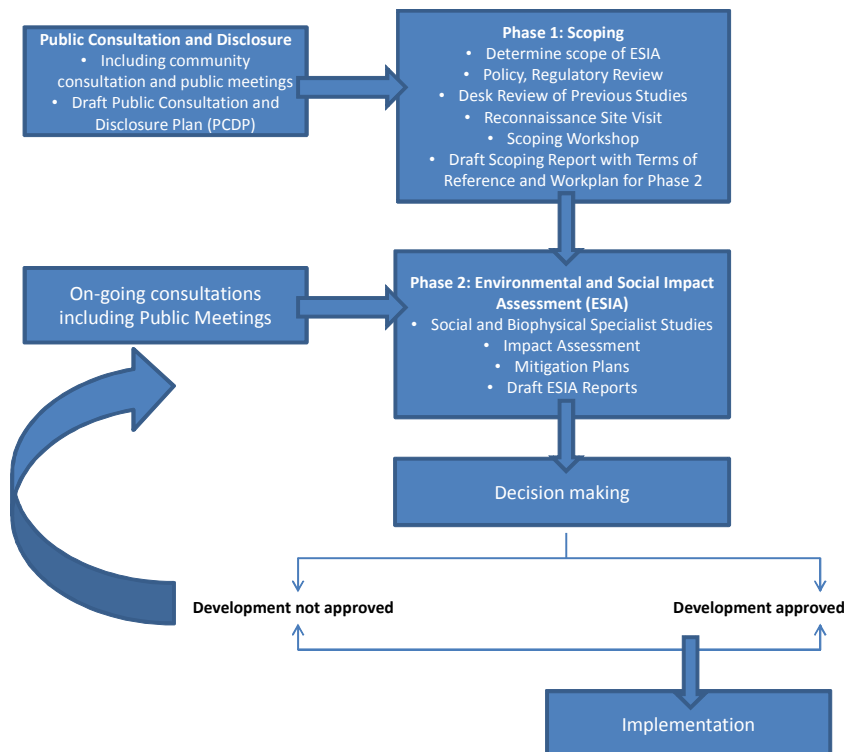 Public Consultation and Disclosure
• Including community
consultation and public meetings
• Draft Public Consultation and
Disclosure Plan (PCDP)
Phase 1: Scoping
• Determine scope of ESIA
• Policy, Regulatory Review
• Desk Review of Previous Studies
• Reconnaissance Site Visit
• Scoping Workshop
• Draft Scoping Report with Terms of
Reference and Workplan for Phase 2
On-going consultations
including Public Meetings
Phase 2: Environmental and Social Impact
Assessment (ESIA)
• Social and Biophysical Specialist Studies
• Impact Assessment
• Mitigation Plans
• Draft ESIA Reports
Decision making
Development not approved
Development approved
Implementation